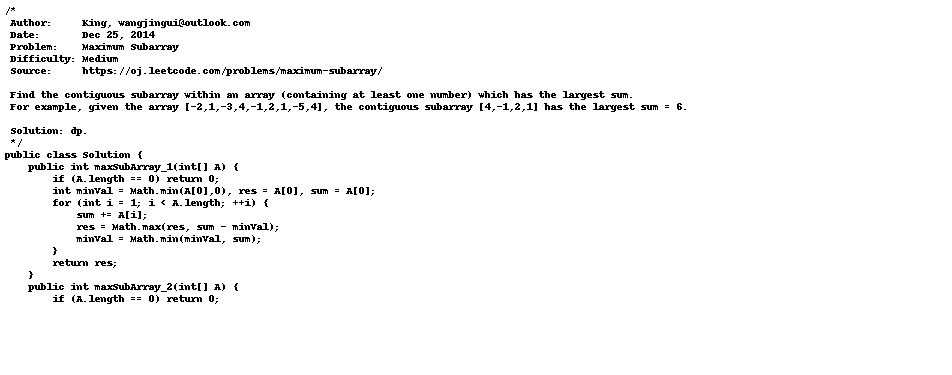 /*
 Author:     King, wangjingui@outlook.com
 Date:       Dec 25, 2014
 Problem:    Maximum Subarray
 Difficulty: Medium
 Source:     https://oj.leetcode.com/problems/maximum-subarray/

 Find the contiguous subarray within an array (containing at least one number) which has the largest sum.
 For example, given the array [-2,1,-3,4,-1,2,1,-5,4], the contiguous subarray [4,-1,2,1] has the largest sum = 6.

 Solution: dp.
 */
public class Solution {
    public int maxSubArray_1(int[] A) {
        if (A.length == 0) return 0;
        int minVal = Math.min(A[0],0), res = A[0], sum = A[0];
        for (int i = 1; i < A.length; ++i) {
            sum += A[i];
            res = Math.max(res, sum - minVal);
            minVal = Math.min(minVal, sum);
        }
        return res;
    }
    public int maxSubArray_2(int[] A) {
        if (A.length == 0) return 0;